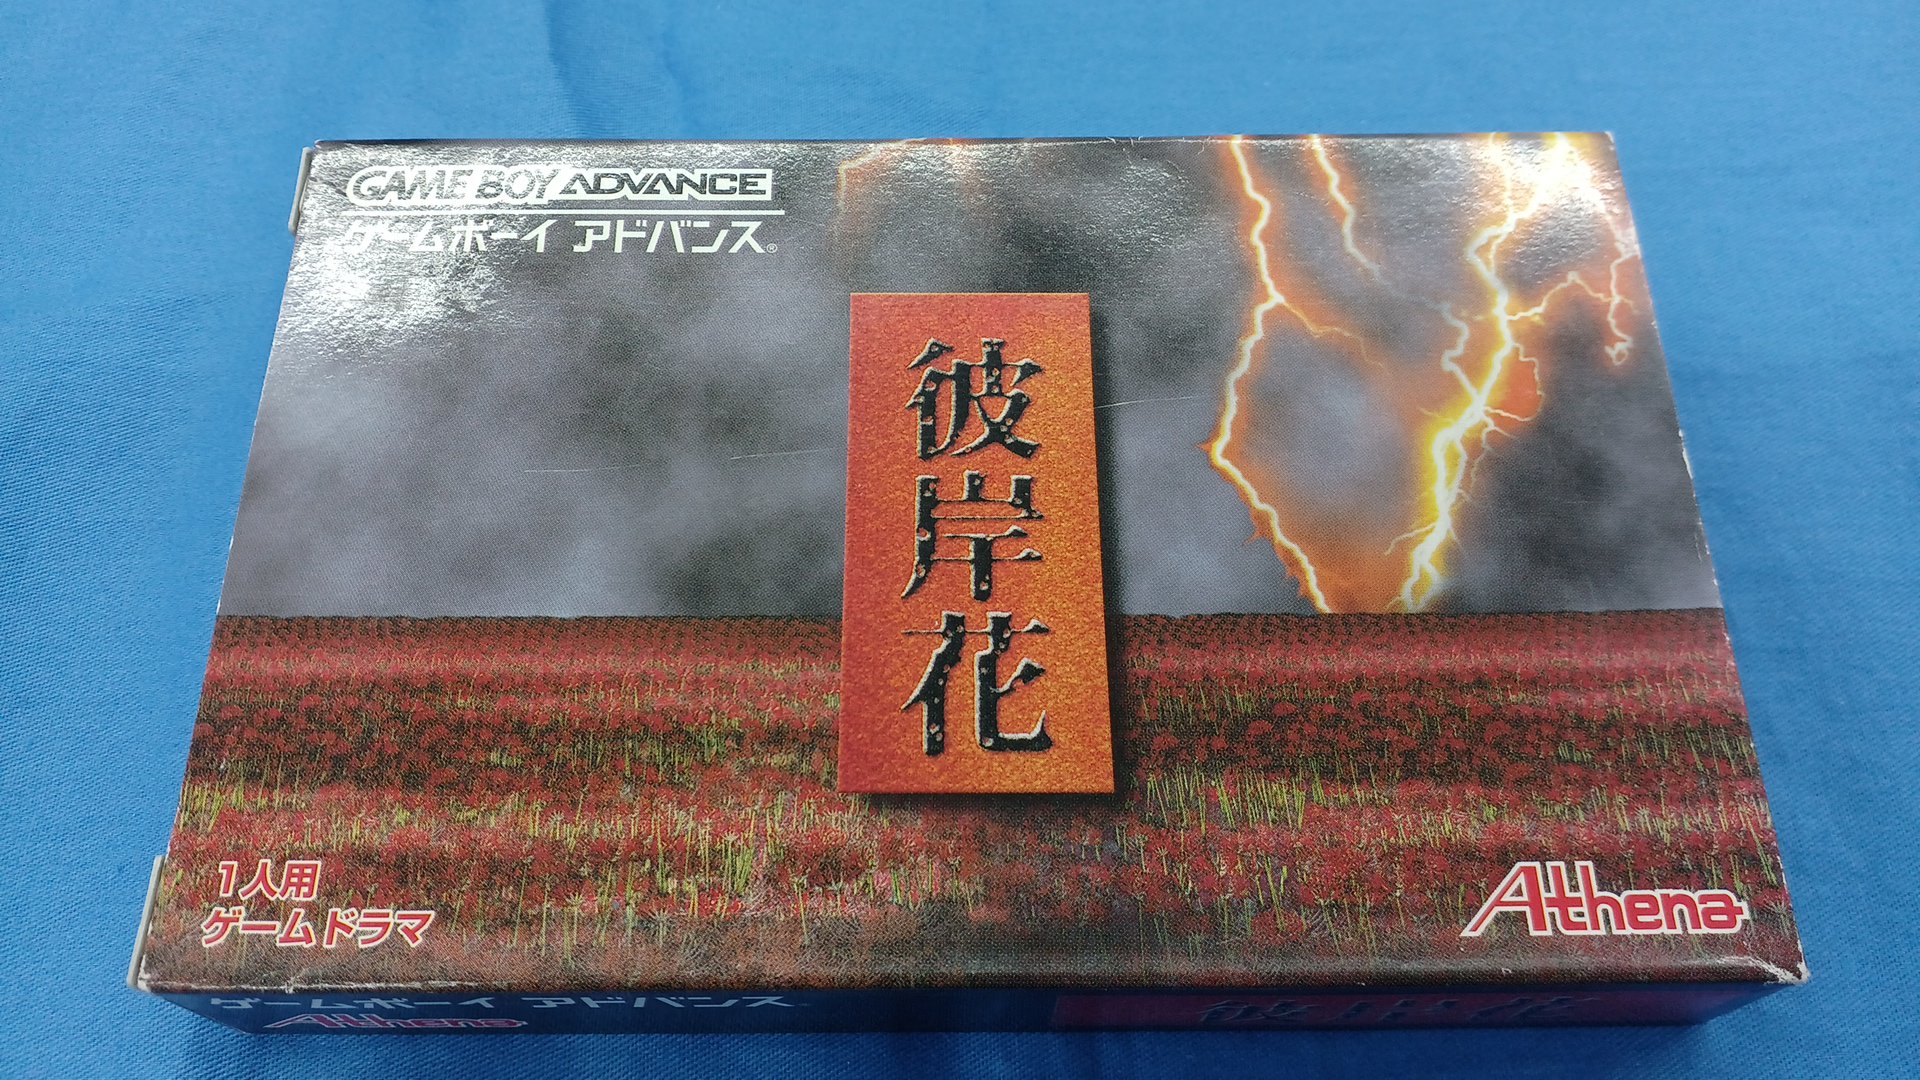 GAME BOY ADVANCE
ゲームボーイ アドバンス®
彼岸花
1人用
ゲームドラマ
Athena
ゲームボーイ アドバンス
Athena
彼岸花